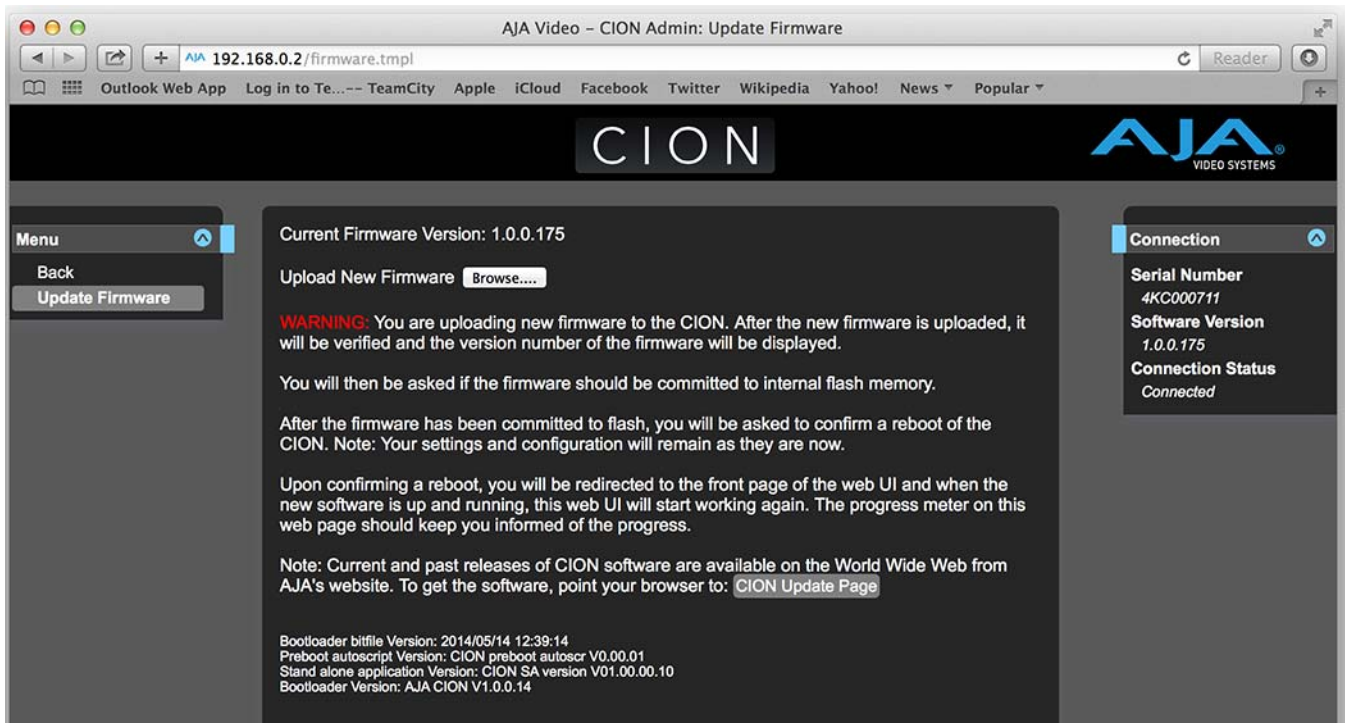 AJA Video – CION Admin: Update Firmware
AJA 192.168.0.2/firmware.tmpl
Reader
Outlook Web App Log in to Te...-- TeamCity Apple iCloud Facebook Twitter Wikipedia Yahoo! News Popular
CION
AJA®
VIDEO SYSTEMS
Menu
Back
Update Firmware
Current Firmware Version: 1.0.0.175
Upload New Firmware Browse....
WARNING: You are uploading new firmware to the CION. After the new firmware is uploaded, it
will be verified and the version number of the firmware will be displayed.
You will then be asked if the firmware should be committed to internal flash memory.
After the firmware has been committed to flash, you will be asked to confirm a reboot of the
CION. Note: Your settings and configuration will remain as they are now.
Upon confirming a reboot, you will be redirected to the front page of the web UI and when the
new software is up and running, this web UI will start working again. The progress meter on this
web page should keep you informed of the progress.
Note: Current and past releases of CION software are available on the World Wide Web from
AJA's website. To get the software, point your browser to: CION Update Page
Bootloader bitfile Version: 2014/05/14 12:39:14
Preboot autoscript Version: CION preboot autoscr V0.00.01
Stand alone application Version: CION SA version V01.00.00.10
Bootloader Version: AJA CION V1.0.0.14
Connection
Serial Number
4KC000711
Software Version
1.0.0.175
Connection Status
Connected